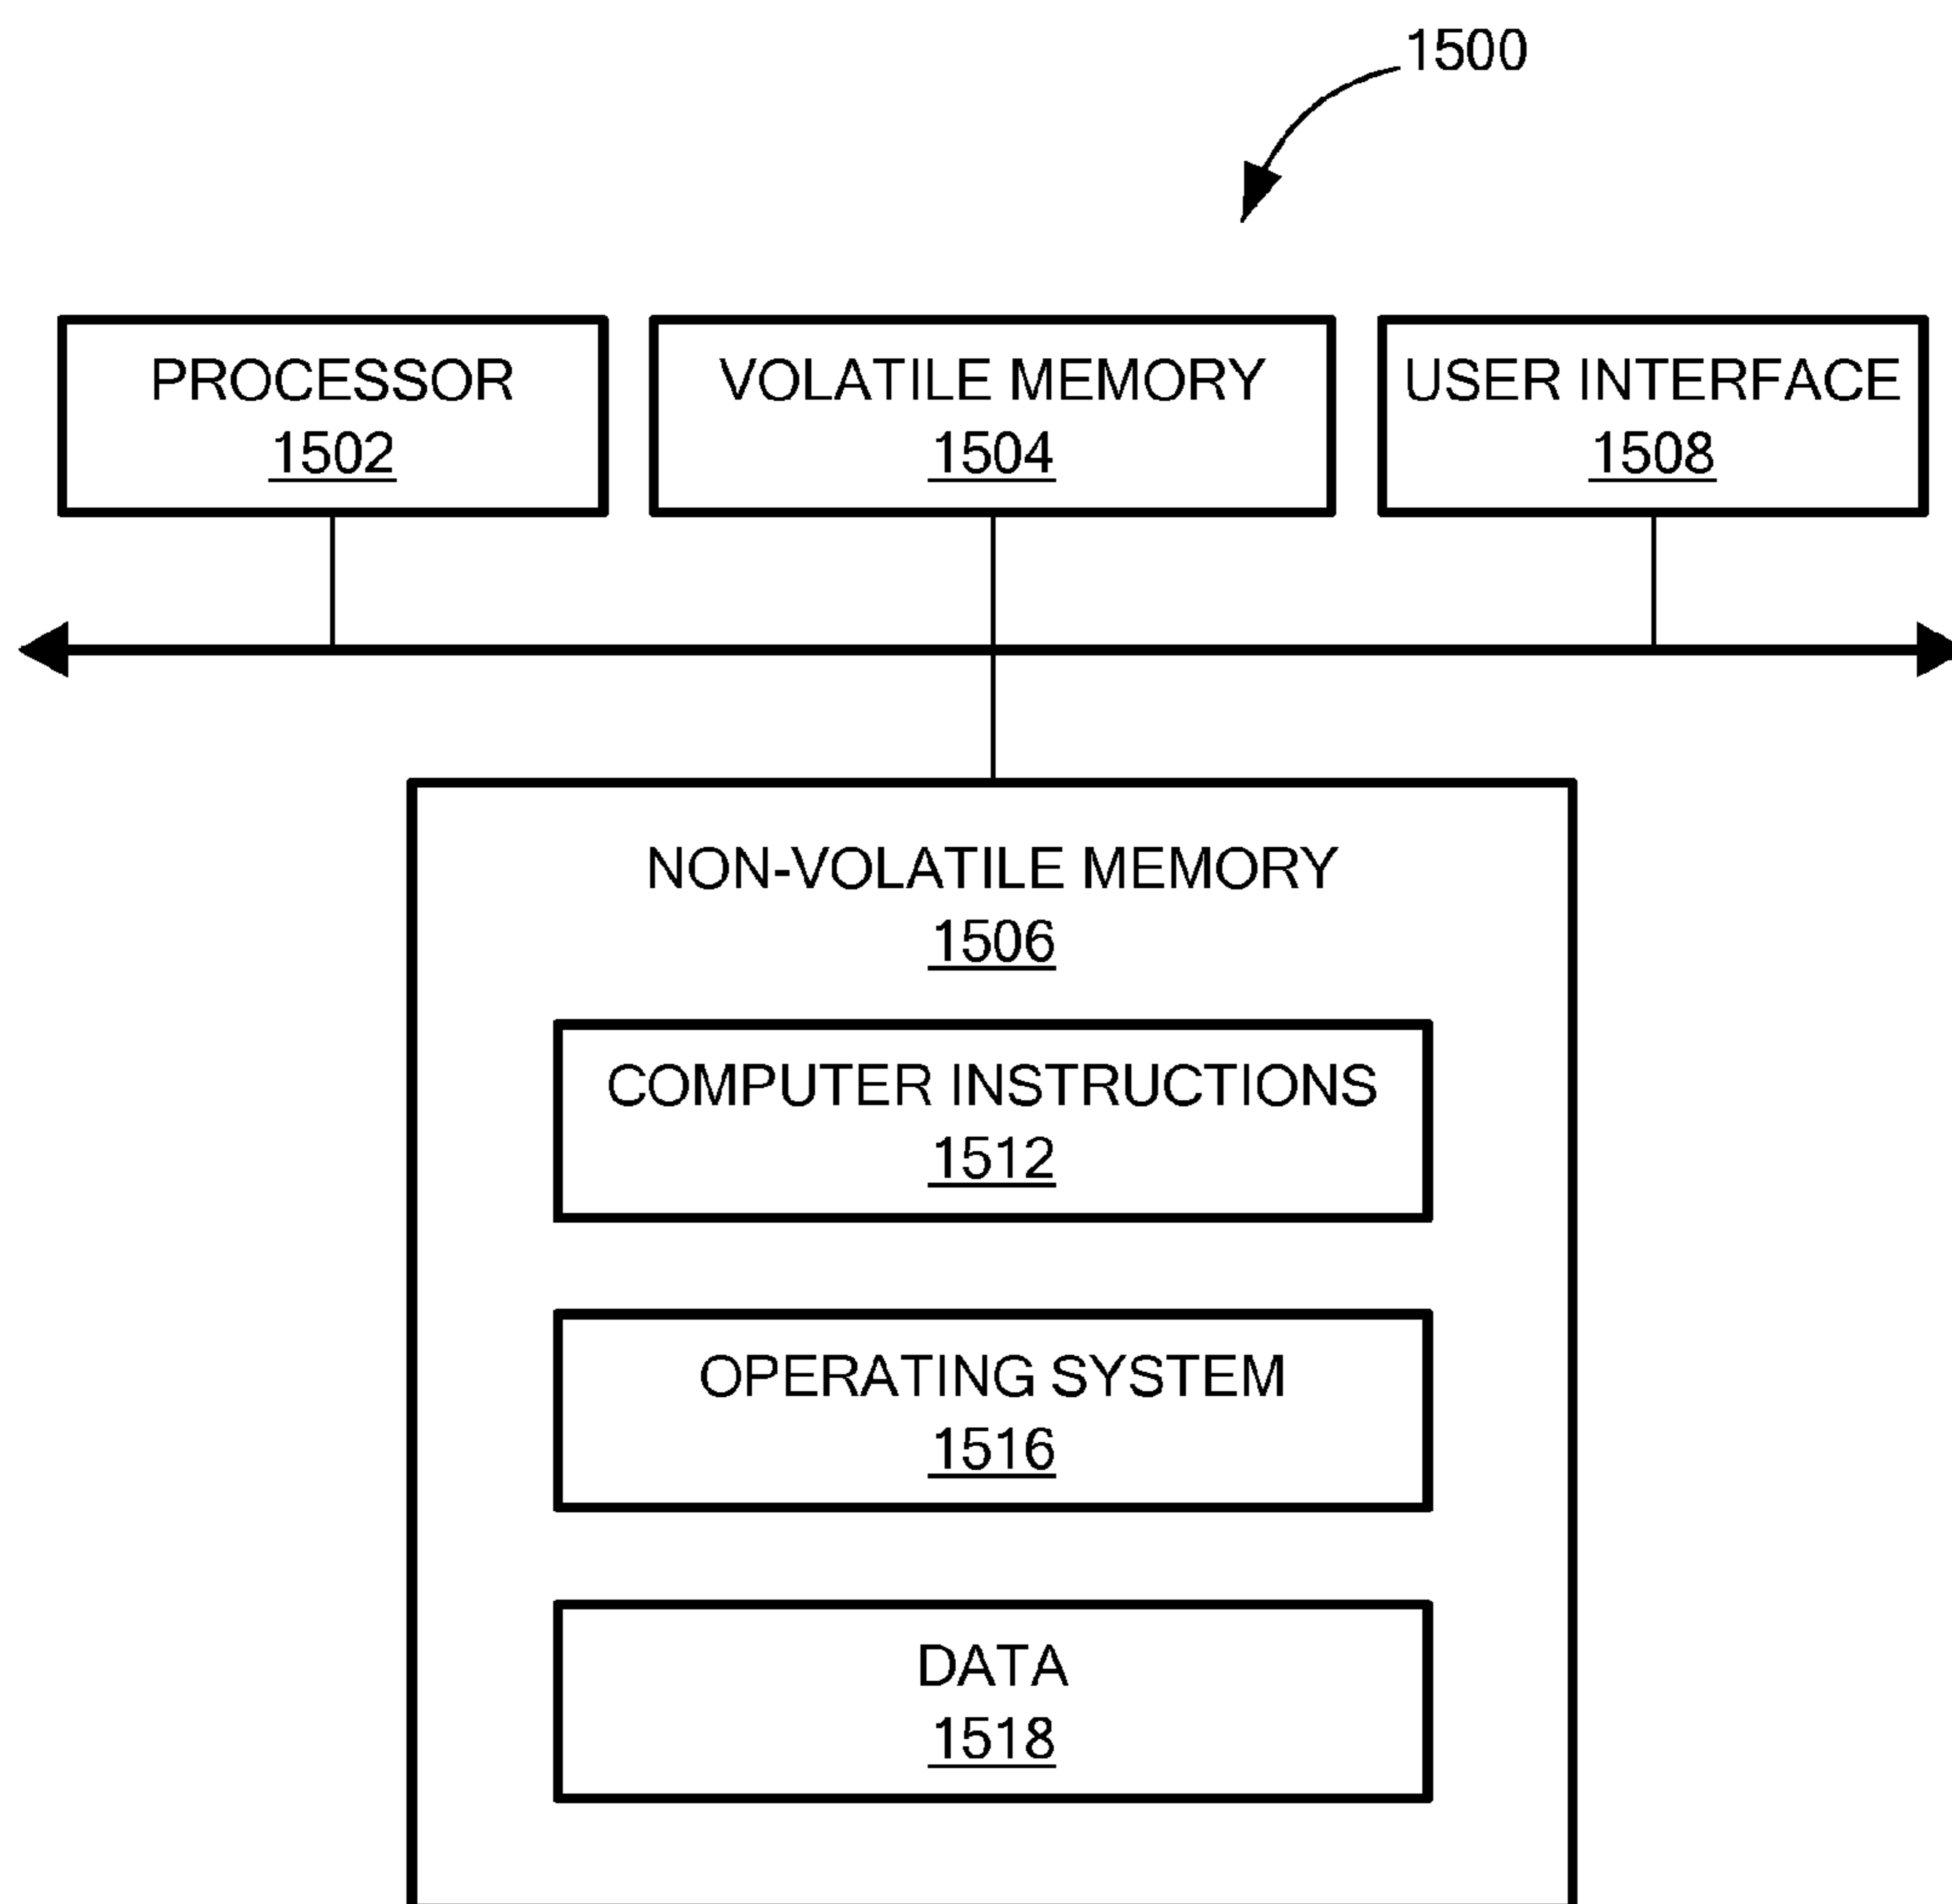 1500
PROCESSOR
1502
VOLATILE MEMORY
1504
USER INTERFACE
1508
NON-VOLATILE MEMORY
1506
COMPUTER INSTRUCTIONS
1512
OPERATING SYSTEM
1516
DATA
1518